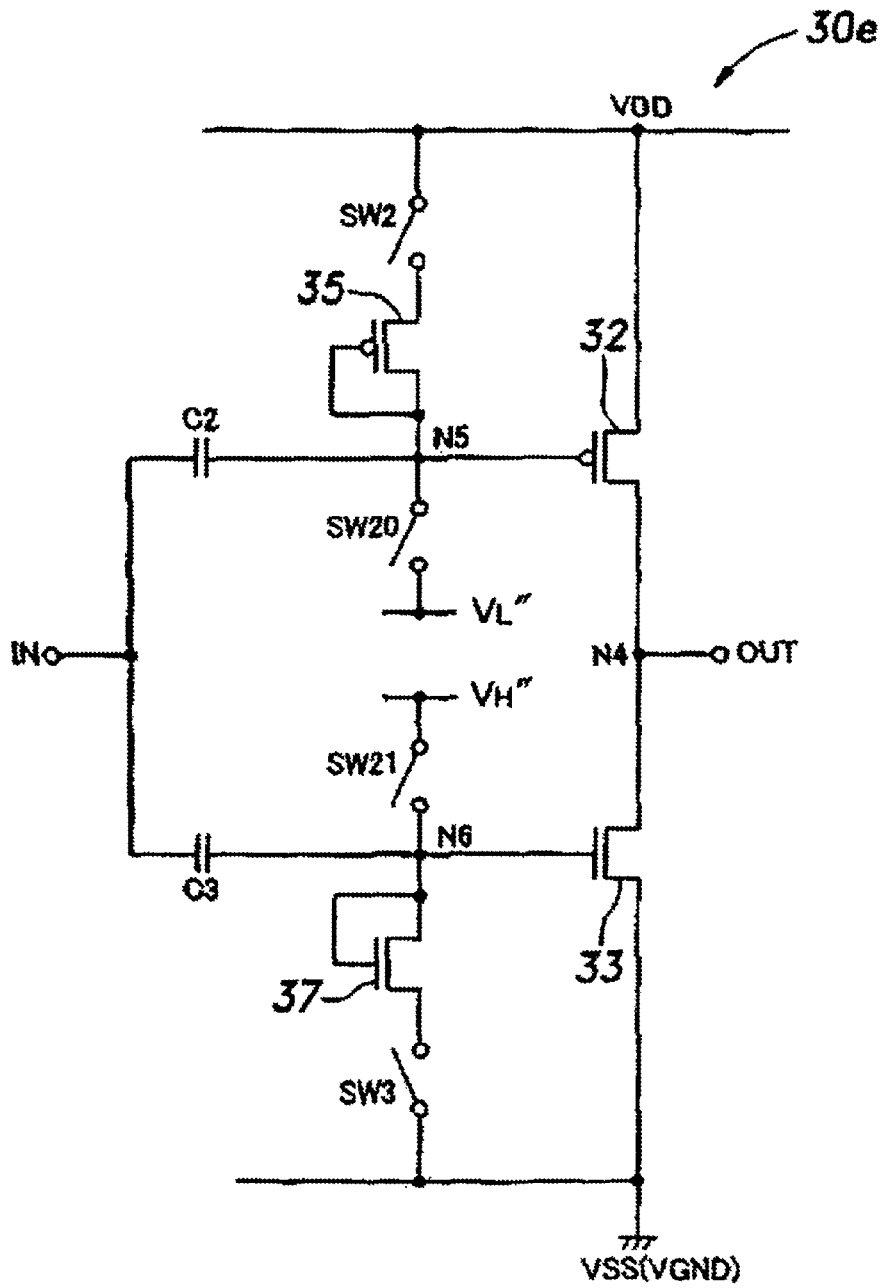 30e
VDD
SW2
35
32
C2
N5
SW20
VL″
IN
N4
OUT
VH″
SW21
N6
C3
33
37
SW3
VSS(VGND)